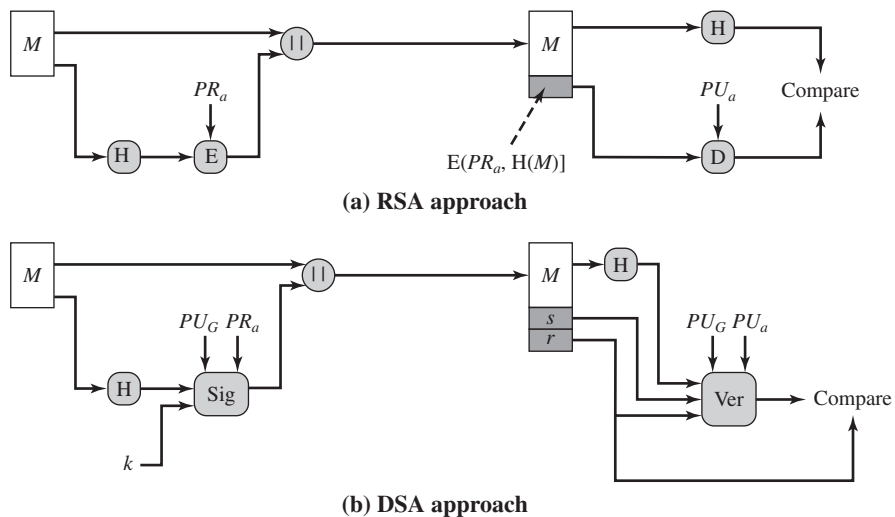 M
||
PR_a
H
E
M
H
PU_a
Compare
D
E(PR_a, H(M)]
(a) RSA approach
M
||
PU_G PR_a
H
Sig
k
M
H
s
r
PU_G PU_a
Ver
Compare
(b) DSA approach